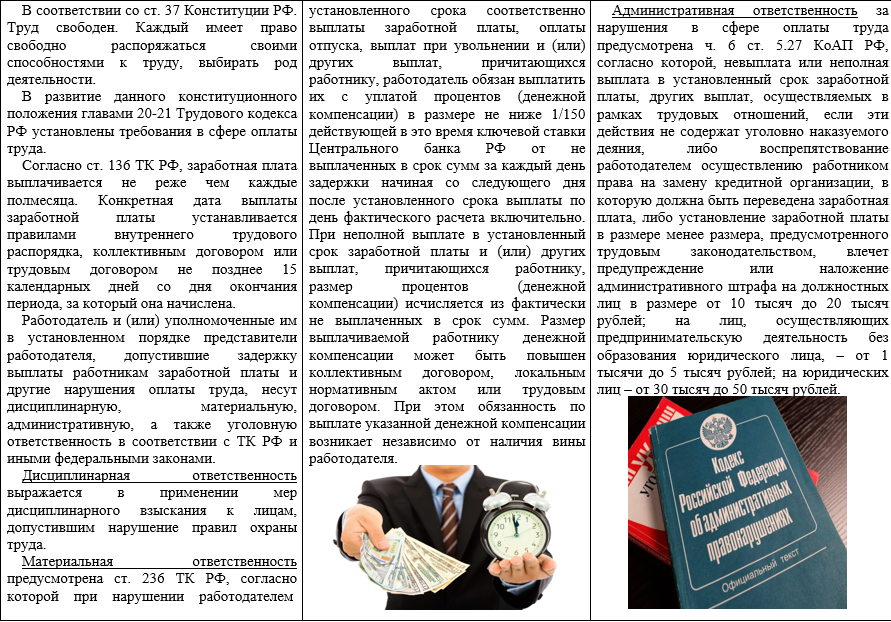 В соответствии со ст. 37 Конституции РФ.
Труд свободен. Каждый имеет право
свободно распоряжаться своими
способностями к труду, выбирать род
деятельности.
В развитие данного конституционного
положения главами 20-21 Трудового кодекса
РФ установлены требования в сфере оплаты
труда.
Согласно ст. 136 ТК РФ, заработная плата
выплачивается не реже чем каждые
полмесяца. Конкретная дата выплаты
заработной платы устанавливается
правилами внутреннего трудового
распорядка, коллективным договором или
трудовым договором не позднее 15
календарных дней со дня окончания
периода, за который она начислена.
Работодатель и (или) уполномоченные им
в установленном порядке представители
работодателя, допустившие задержку
выплаты работникам заработной платы и
другие нарушения оплаты труда, несут
дисциплинарную, материальную,
административную, а также уголовную
ответственность в соответствии с ТК РФ и
иными федеральными законами.
Дисциплинарная ответственность
выражается в применении мер
дисциплинарного взыскания к лицам,
допустившим нарушение правил охраны
труда.
Материальная ответственность
предусмотрена ст. 236 ТК РФ, согласно
которой при нарушении работодателем
установленного срока соответственно
выплаты заработной платы, оплаты
отпуска, выплат при увольнении и (или)
других выплат, причитающихся
работнику, работодатель обязан выплатить
их с уплатой процентов (денежной
компенсации) в размере не ниже 1/150
действующей в это время ключевой ставки
Центрального банка РФ от не
выплаченных в срок сумм за каждый день
задержки начиная со следующего дня
после установленного срока выплаты по
день фактического расчета включительно.
При неполной выплате в установленный
срок заработной платы и (или) других
выплат, причитающихся работнику,
размер процентов (денежной
компенсации) исчисляется из фактически
не выплаченных в срок сумм. Размер
выплачиваемой работнику денежной
компенсации может быть повышен
коллективным договором, локальным
нормативным актом или трудовым
договором. При этом обязанность по
выплате указанной денежной компенсации
возникает независимо от наличия вины
работодателя.
Административная ответственность за
нарушения в сфере оплаты труда
предусмотрена ч. 6 ст. 5.27 КоАП РФ,
согласно которой, невыплата или неполная
выплата в установленный срок заработной
платы, других выплат, осуществляемых в
рамках трудовых отношений, если эти
действия не содержат уголовно наказуемого
деяния, либо воспрепятствование
работодателем осуществлению работником
права на замену кредитной организации, в
которую должна быть переведена заработная
плата, либо установление заработной платы
в размере менее размера, предусмотренного
трудовым законодательством, влечет
предупреждение или наложение
административного штрафа на должностных
лиц в размере от 10 тысяч до 20 тысяч
рублей; на лиц, осуществляющих
предпринимательскую деятельность без
образования юридического лица, – от 1
тысячи до 5 тысяч рублей; на юридических
лиц – от 30 тысяч до 50 тысяч рублей.
Кодекс
Российской Федерации
об административных
правонарушениях
Официальный текст